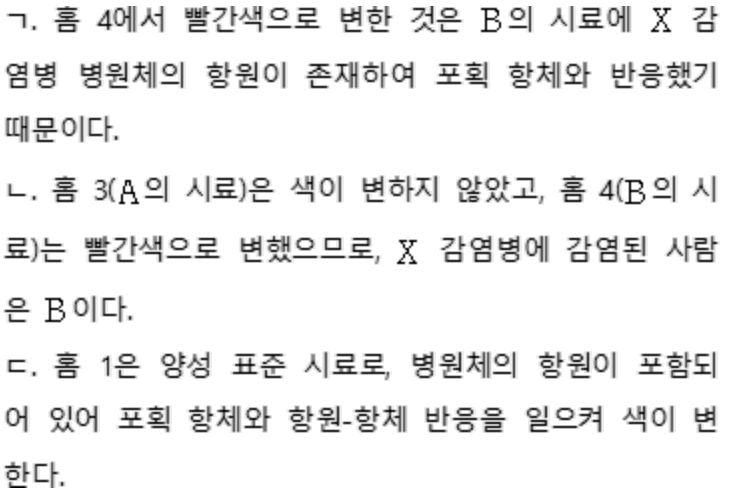 ㄱ. 홈 4에서 빨간색으로 변한 것은 B의 시료에 X 감
염병 병원체의 항원이 존재하여 포획 항체와 반응했기
때문이다.
ㄴ. 홈 3(A의 시료)은 색이 변하지 않았고, 홈 4(B의 시
료)는 빨간색으로 변했으므로, X 감염병에 감염된 사람
은 B이다.
ㄷ. 홈 1은 양성 표준 시료로, 병원체의 항원이 포함되
어 있어 포획 항체와 항원-항체 반응을 일으켜 색이 변
한다.